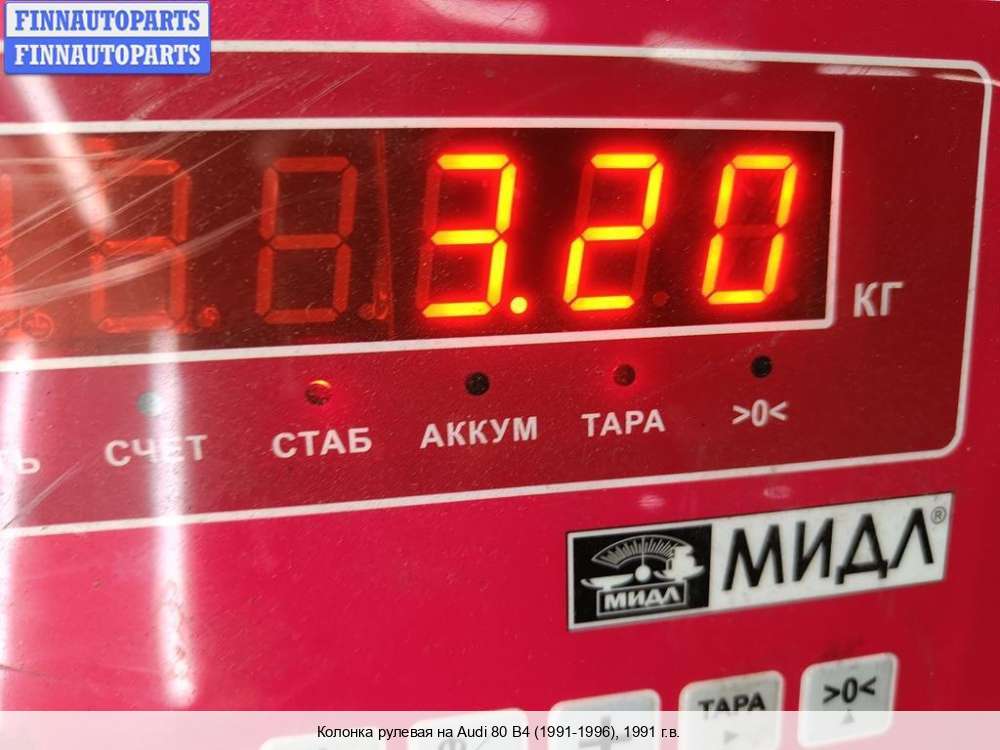 FINNAUTOPARTS
FINNAUTOPARTS
3.20
КГ
СЧЕТ
СТАБ
АККУМ
ТАРА
>0<
МИДЛ
МИДЛ®
ТАРА
>0<
Колонка рулевая на Audi 80 B4 (1991-1996), 1991 г.в.